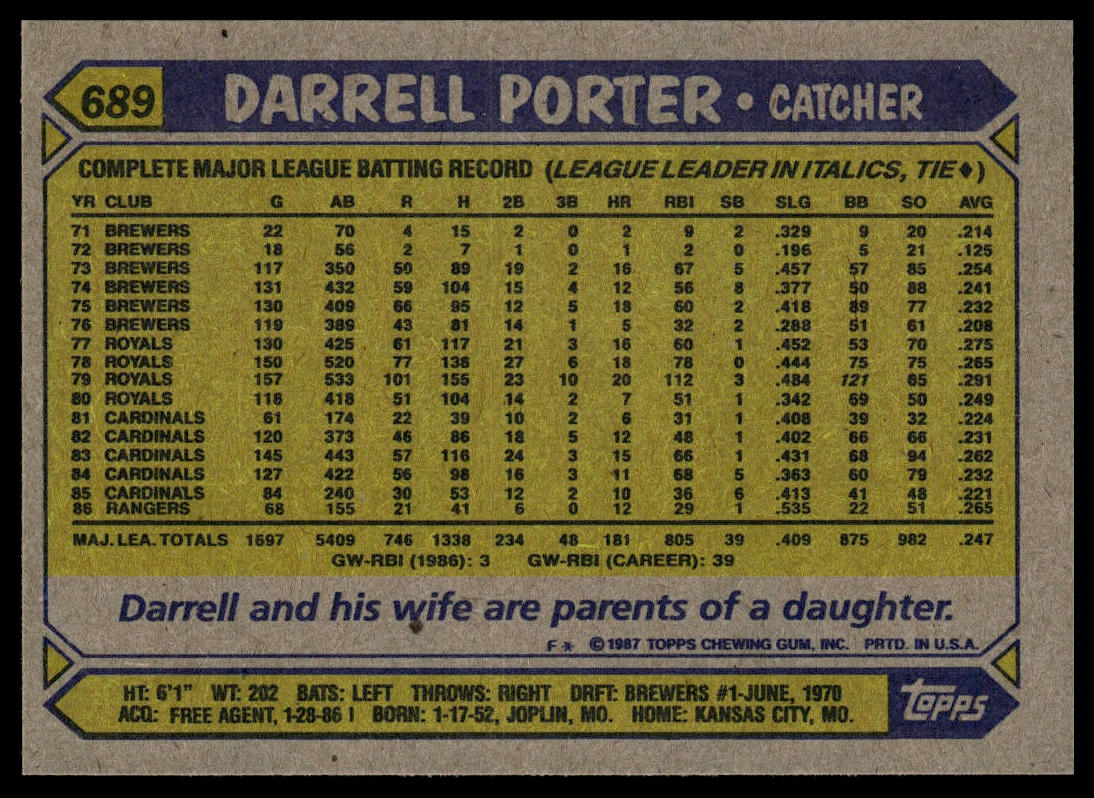 689 DARRELL PORTER • CATCHER
COMPLETE MAJOR LEAGUE BATTING RECORD (LEAGUE LEADER IN ITALICS, TIE♦)
YR CLUB G AB R H 2B 3B HR RBI SB SLG BB SO AVG
71 BREWERS 22 70 4 15 2 0 2 9 2 .329 9 20 .214
72 BREWERS 18 56 2 7 1 0 1 2 0 .196 5 21 .125
73 BREWERS 117 350 50 89 19 2 16 67 5 .457 57 85 .254
74 BREWERS 131 432 59 104 15 4 12 56 8 .377 50 88 .241
75 BREWERS 130 409 66 95 12 5 18 60 2 .418 89 77 .232
76 BREWERS 119 389 43 81 14 1 5 32 2 .288 51 61 .208
77 ROYALS 130 425 61 117 21 3 16 60 1 .452 53 70 .275
78 ROYALS 150 520 77 138 27 6 18 78 0 .444 75 75 .265
79 ROYALS 157 533 101 155 23 10 20 112 3 .484 121 65 .291
80 ROYALS 118 418 51 104 14 2 7 51 1 .342 69 50 .249
81 CARDINALS 61 174 22 39 10 2 6 31 1 .408 39 32 .224
82 CARDINALS 120 373 46 86 18 5 12 48 1 .402 66 66 .231
83 CARDINALS 145 443 57 116 24 3 15 66 1 .431 68 94 .262
84 CARDINALS 127 422 56 98 16 3 11 68 5 .363 60 79 .232
85 CARDINALS 84 240 30 53 12 2 10 36 6 .413 41 48 .221
86 RANGERS 68 155 21 41 6 0 12 29 1 .535 22 51 .265
MAJ. LEA. TOTALS 1697 5409 746 1338 234 48 181 805 39 .409 875 982 .247
GW-RBI (1986): 3 GW-RBI (CAREER): 39
Darrell and his wife are parents of a daughter.
F* ©1987 TOPPS CHEWING GUM, INC. PRTD. IN U.S.A.
HT: 6'1" WT: 202 BATS: LEFT THROWS: RIGHT DRFT: BREWERS #1-JUNE, 1970
ACQ: FREE AGENT, 1-28-86 I BORN: 1-17-52, JOPLIN, MO. HOME: KANSAS CITY, MO.
topps